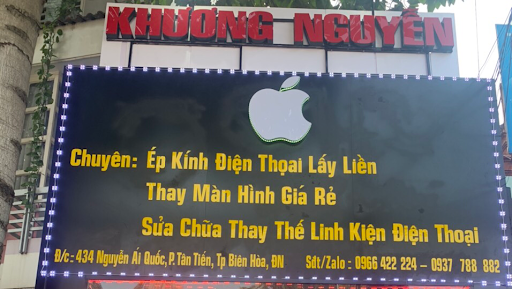 KHƯƠNG NGUYỄN
Chuyên: Ép Kính Điện Thoại Lấy Liền
Thay Màn Hình Giá Rẻ
Sửa Chữa Thay Thế Linh Kiện Điện Thoại
Đ/c : 434 Nguyễn Ái Quốc, P. Tân Tiến, Tp Biên Hòa, ĐN Sđt/Zalo : 0966 422 224 – 0937 788 882